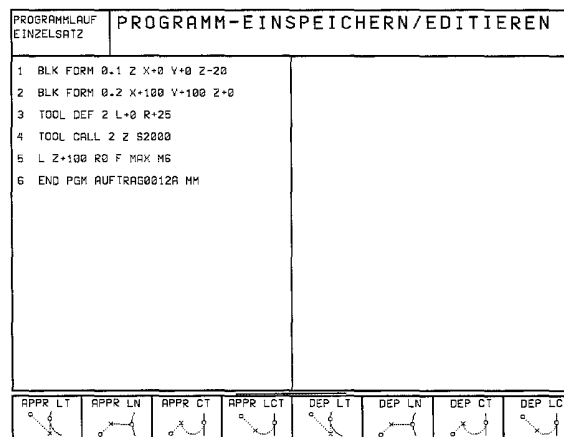 PROGRAMMLAUF
EINZELSATZ
PROGRAMM-EINSPEICHERN/EDITIEREN
1 BLK FORM 0.1 Z X+0 Y+0 Z-20
2 BLK FORM 0.2 X+100 Y+100 Z+0
3 TOOL DEF 2 L+0 R+25
4 TOOL CALL 2 Z S2000
5 L Z+100 R0 F MAX M6
6 END PGM AUFTRAG0012A MM
APPR LT APPR LN APPR CT APPR LCT DEP LT DEP LN DEP CT DEP LC